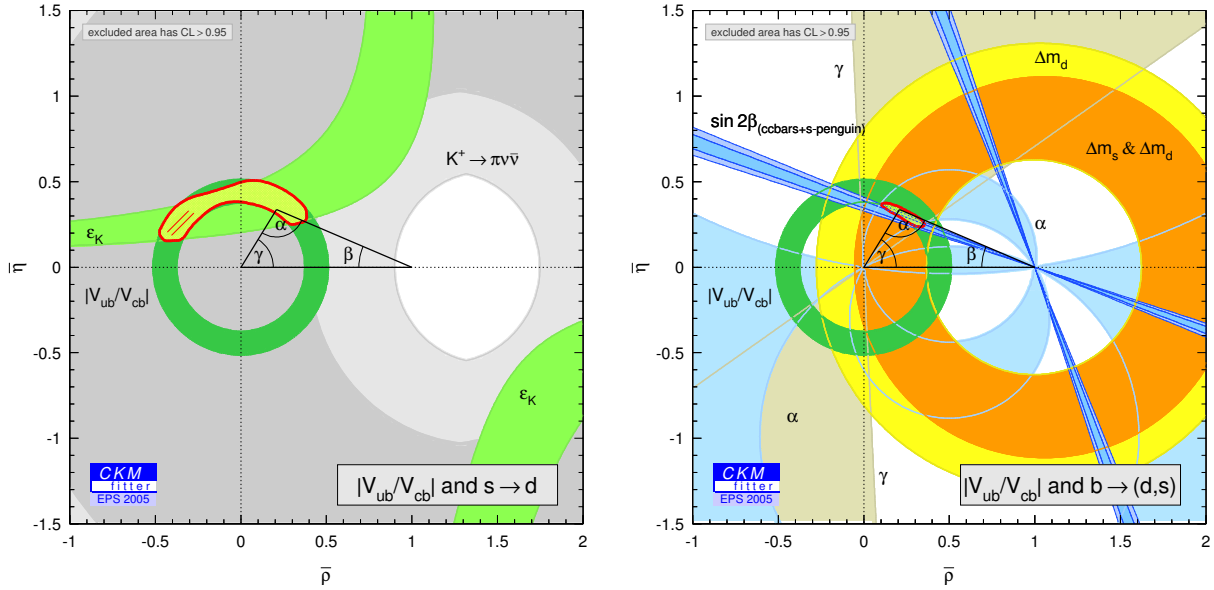 excluded area has CL > 0.95
K⁺ → πνν̄
ε_K
|V_ub/V_cb|
α
γ
β
ε_K
CKM
fitter
EPS 2005
|V_ub/V_cb| and s → d
1.5
1
0.5
0
-0.5
-1
-1.5
η̄
-1
-0.5
0
0.5
1
1.5
2
ρ̄
excluded area has CL > 0.95
γ
Δm_d
sin 2β_(ccbars+s-penguin)
Δm_s & Δm_d
α
α
γ
β
|V_ub/V_cb|
α
γ
CKM
fitter
EPS 2005
|V_ub/V_cb| and b → (d,s)
1.5
1
0.5
0
-0.5
-1
-1.5
η̄
-1
-0.5
0
0.5
1
1.5
2
ρ̄